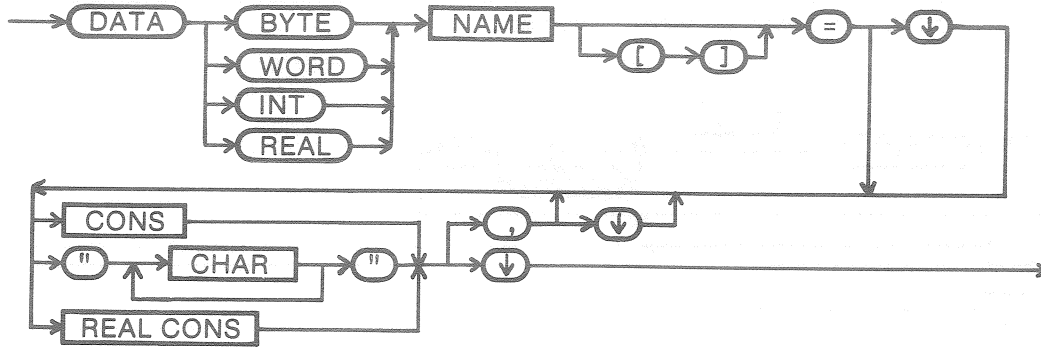 DATA BYTE NAME = ↓
[ ]
WORD
INT
REAL
CONS , ↓
" CHAR " ↓
REAL CONS